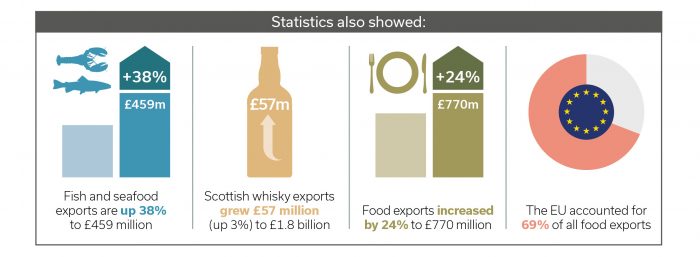 Statistics also showed:
+38%
£459m
Fish and seafood
exports are up 38%
to £459 million
£57m
Scottish whisky exports
grew £57 million
(up 3%) to £1.8 billion
+24%
£770m
Food exports increased
by 24% to £770 million
The EU accounted for
69% of all food exports